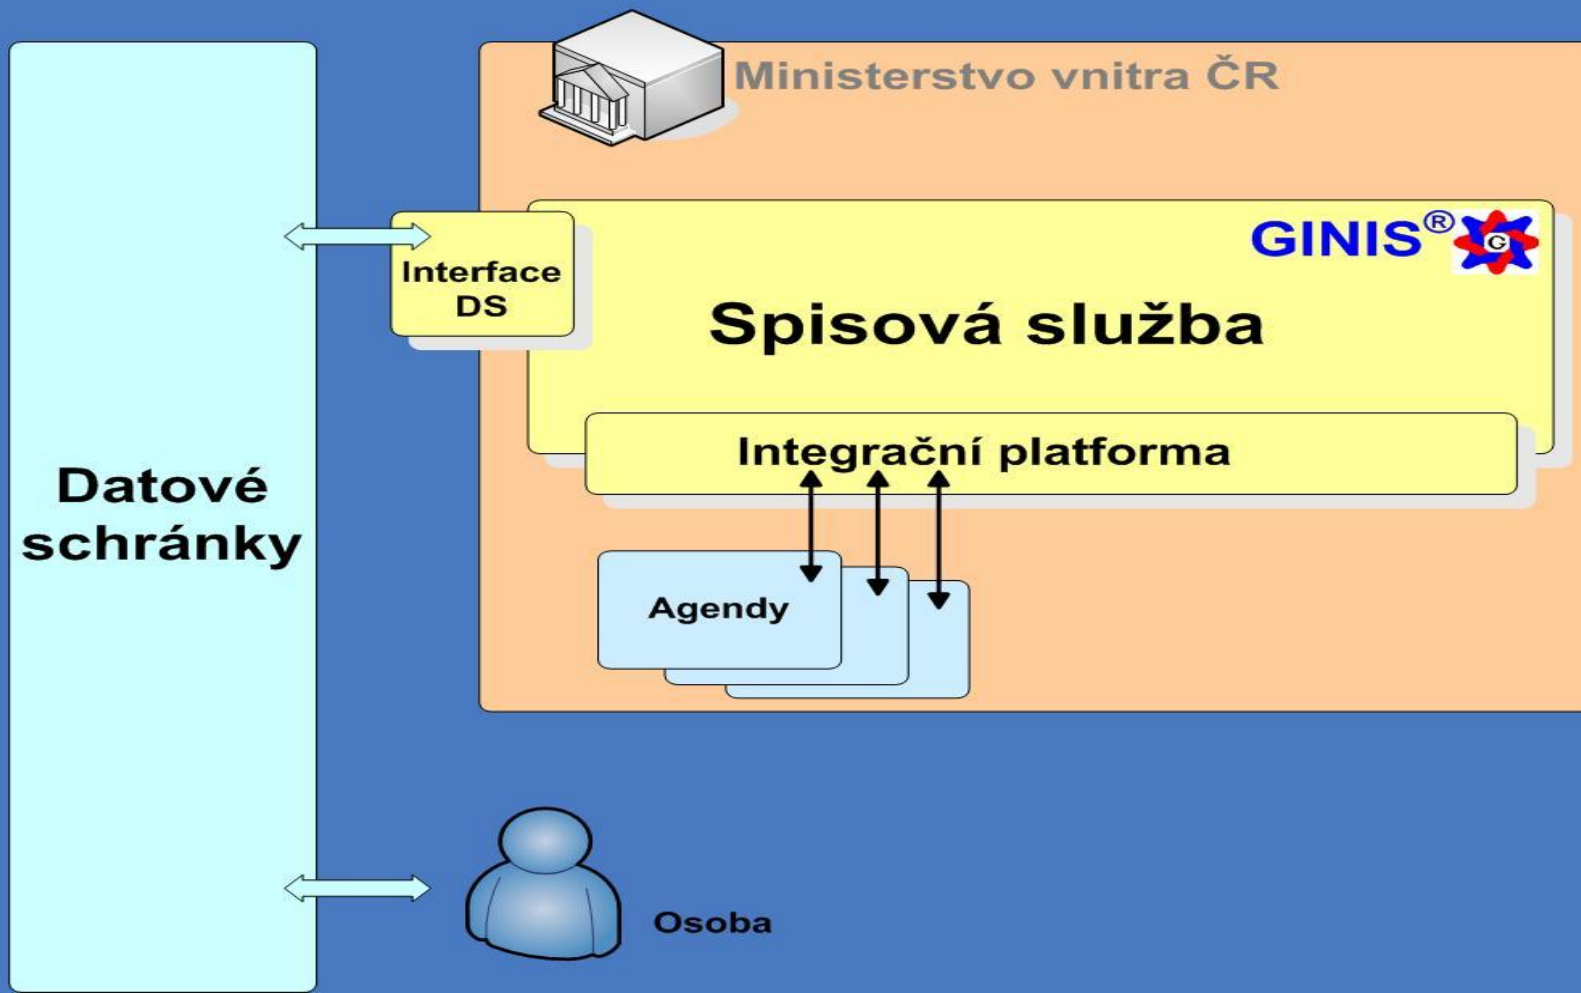 Ministerstvo vnitra ČR
GINIS®
G
Interface
DS
Spisová služba
Integrační platforma
Datové
schránky
Agendy
Osoba